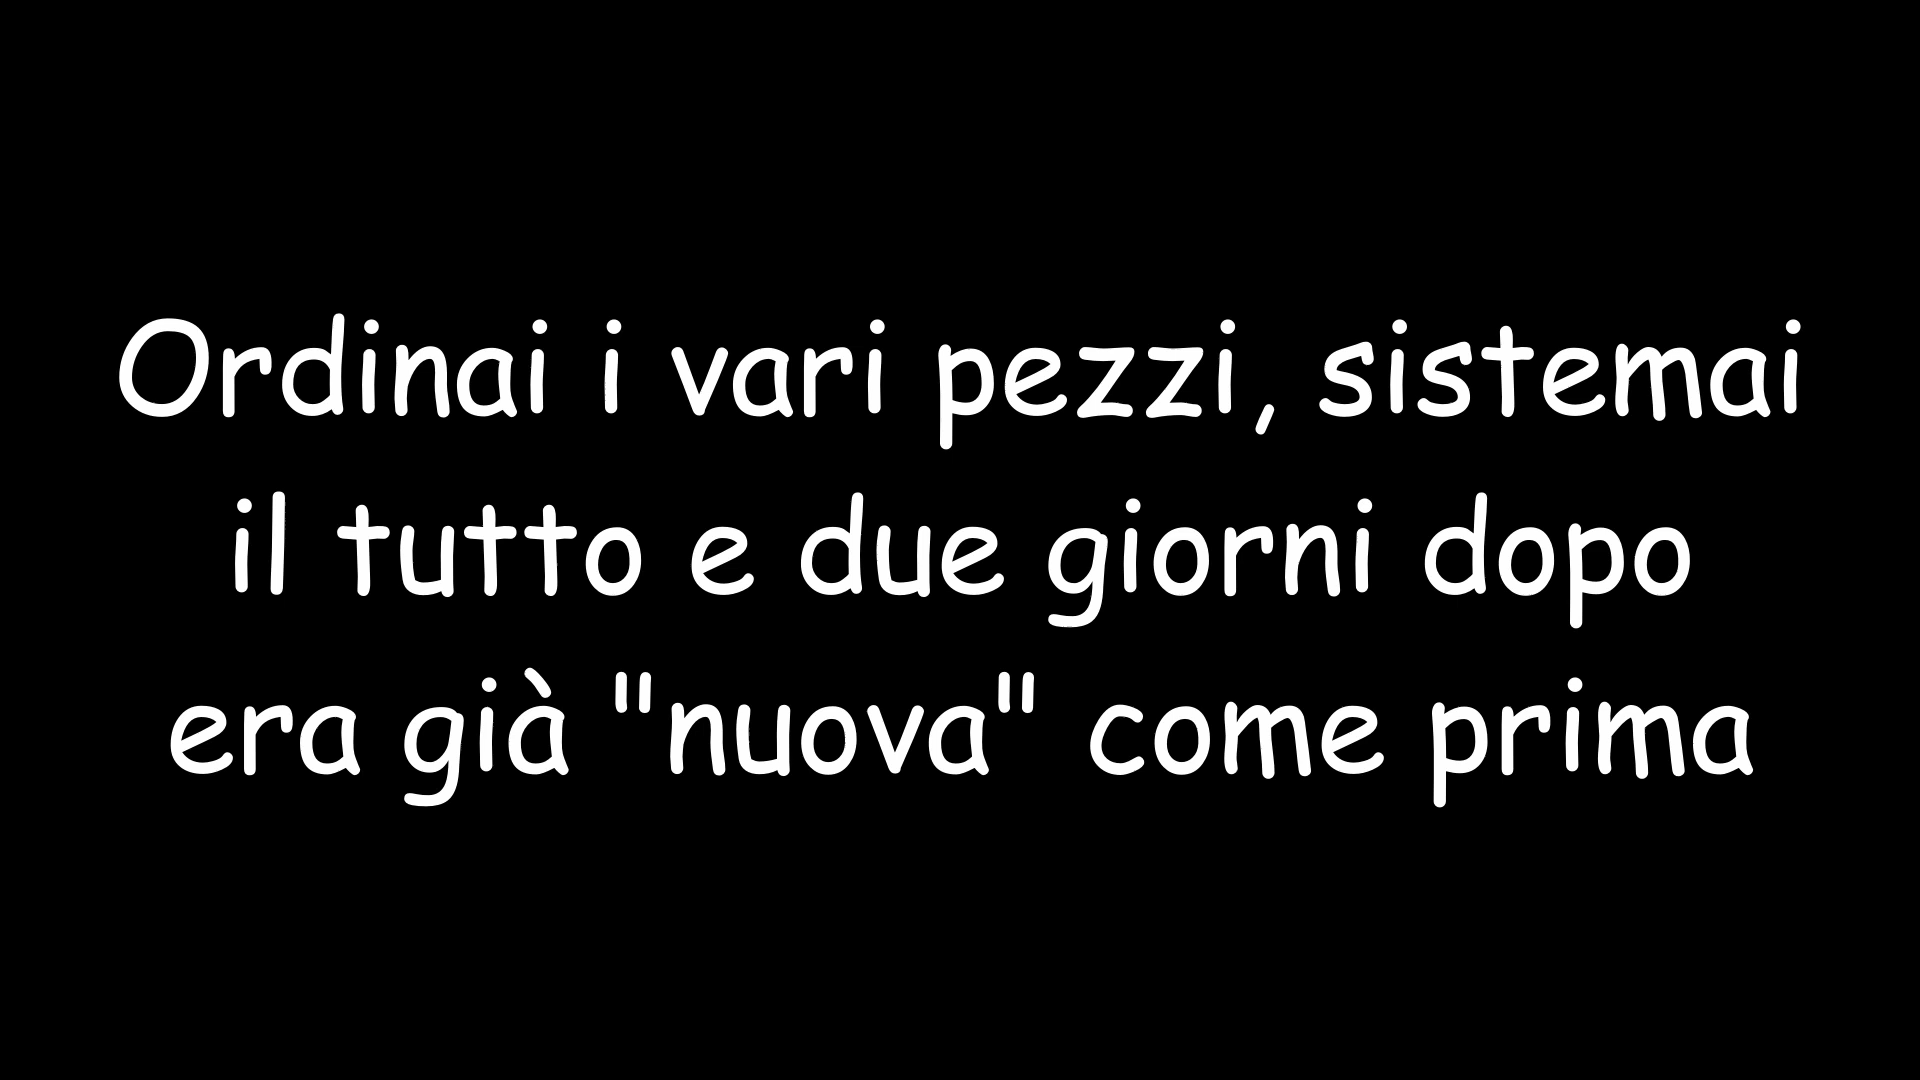 Ordinai i vari pezzi, sistemai
il tutto e due giorni dopo
era già "nuova" come prima